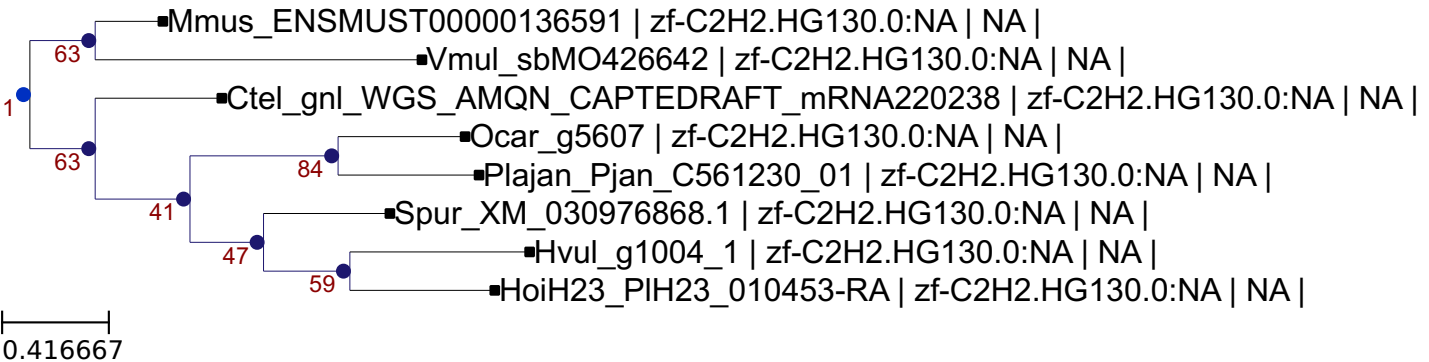 Mmus_ENSMUST00000136591 | zf-C2H2.HG130.0:NA | NA |
63
Vmul_sbMO426642 | zf-C2H2.HG130.0:NA | NA |
1
Ctel_gnl_WGS_AMQN_CAPTEDRAFT_mRNA220238 | zf-C2H2.HG130.0:NA | NA |
63
Ocar_g5607 | zf-C2H2.HG130.0:NA | NA |
84
Plajan_Pjan_C561230_01 | zf-C2H2.HG130.0:NA | NA |
41
Spur_XM_030976868.1 | zf-C2H2.HG130.0:NA | NA |
47
Hvul_g1004_1 | zf-C2H2.HG130.0:NA | NA |
59
HoiH23_PlH23_010453-RA | zf-C2H2.HG130.0:NA | NA |
0.416667